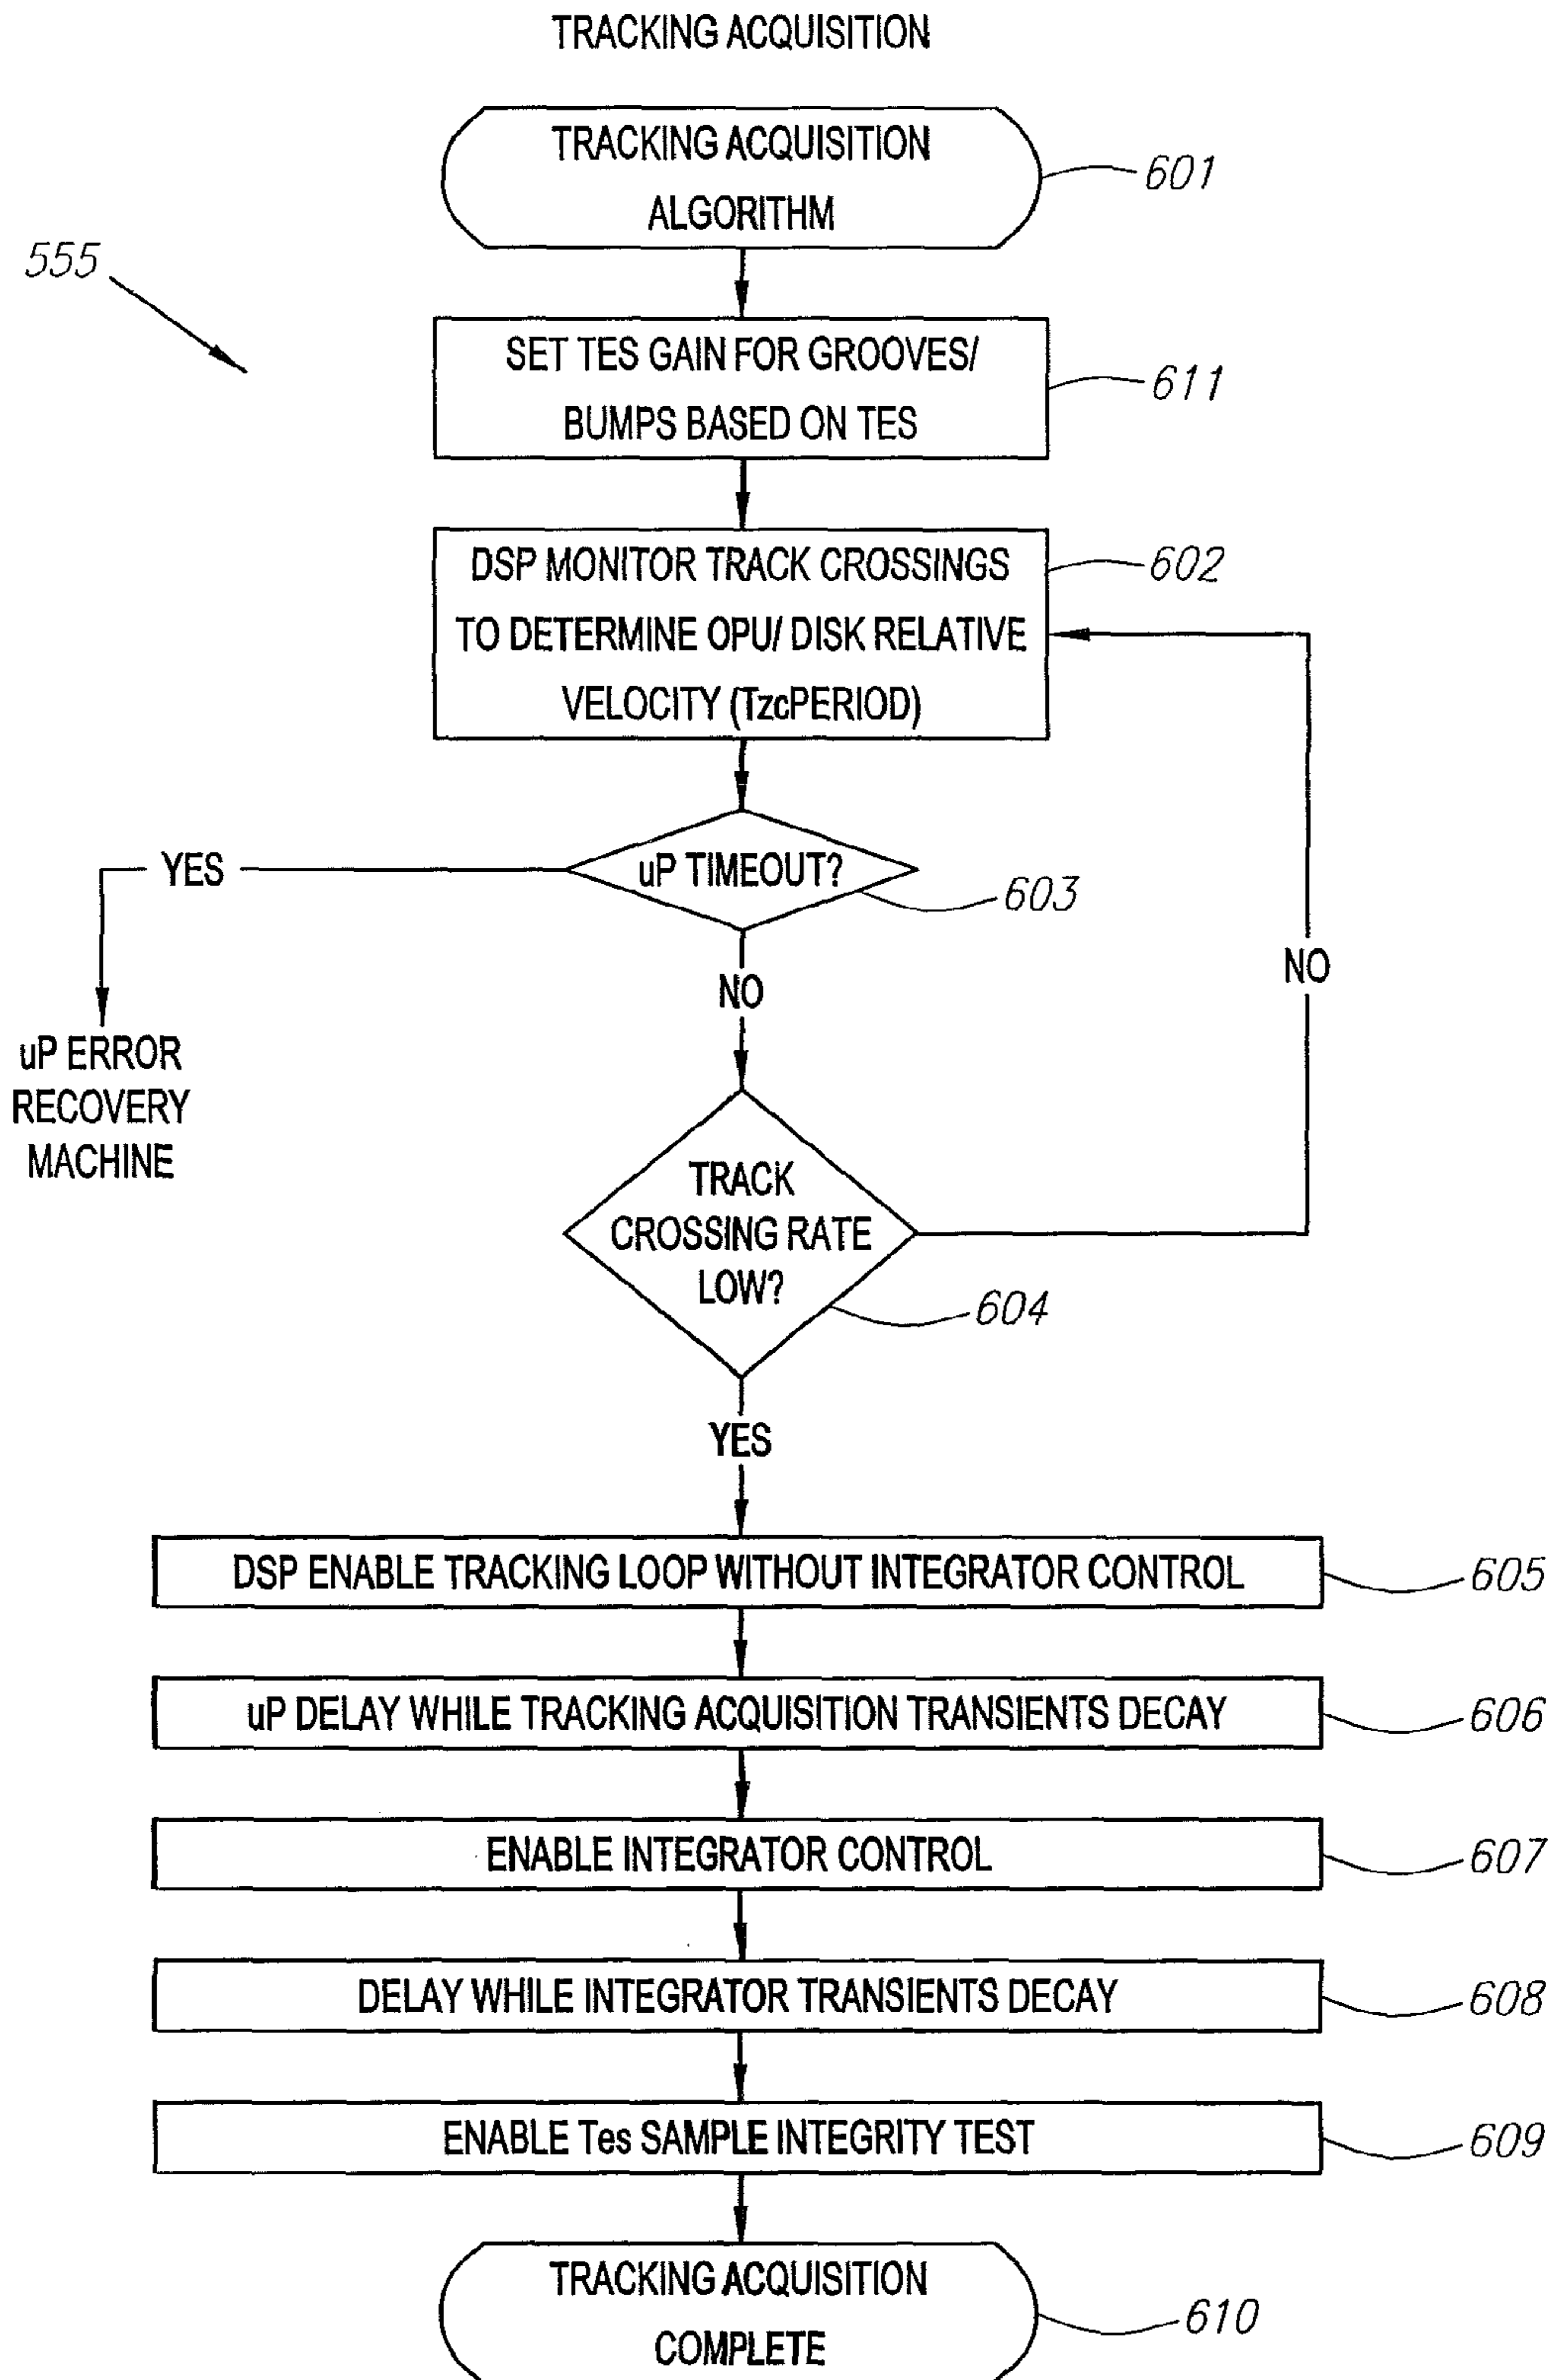 TRACKING ACQUISITION
TRACKING ACQUISITION
ALGORITHM
601
555
SET TES GAIN FOR GROOVES/
BUMPS BASED ON TES
611
DSP MONITOR TRACK CROSSINGS
TO DETERMINE OPU/ DISK RELATIVE
VELOCITY (TzcPERIOD)
602
YES
uP TIMEOUT?
603
NO
NO
uP ERROR
RECOVERY
MACHINE
TRACK
CROSSING RATE
LOW?
604
YES
DSP ENABLE TRACKING LOOP WITHOUT INTEGRATOR CONTROL
605
uP DELAY WHILE TRACKING ACQUISITION TRANSIENTS DECAY
606
ENABLE INTEGRATOR CONTROL
607
DELAY WHILE INTEGRATOR TRANSIENTS DECAY
608
ENABLE Tes SAMPLE INTEGRITY TEST
609
TRACKING ACQUISITION
COMPLETE
610